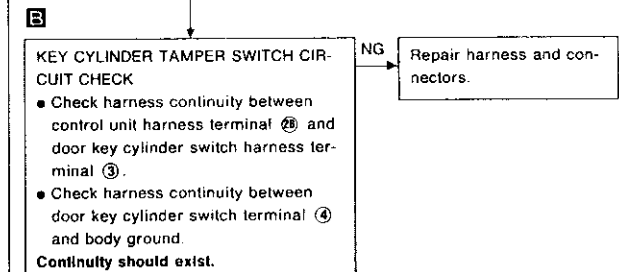 B
KEY CYLINDER TAMPER SWITCH CIR-
CUIT CHECK
● Check harness continuity between
control unit harness terminal ㉘ and
door key cylinder switch harness ter-
minal ③.
● Check harness continuity between
door key cylinder switch terminal ④
and body ground.
Continuity should exist.
NG
Repair harness and con-
nectors.